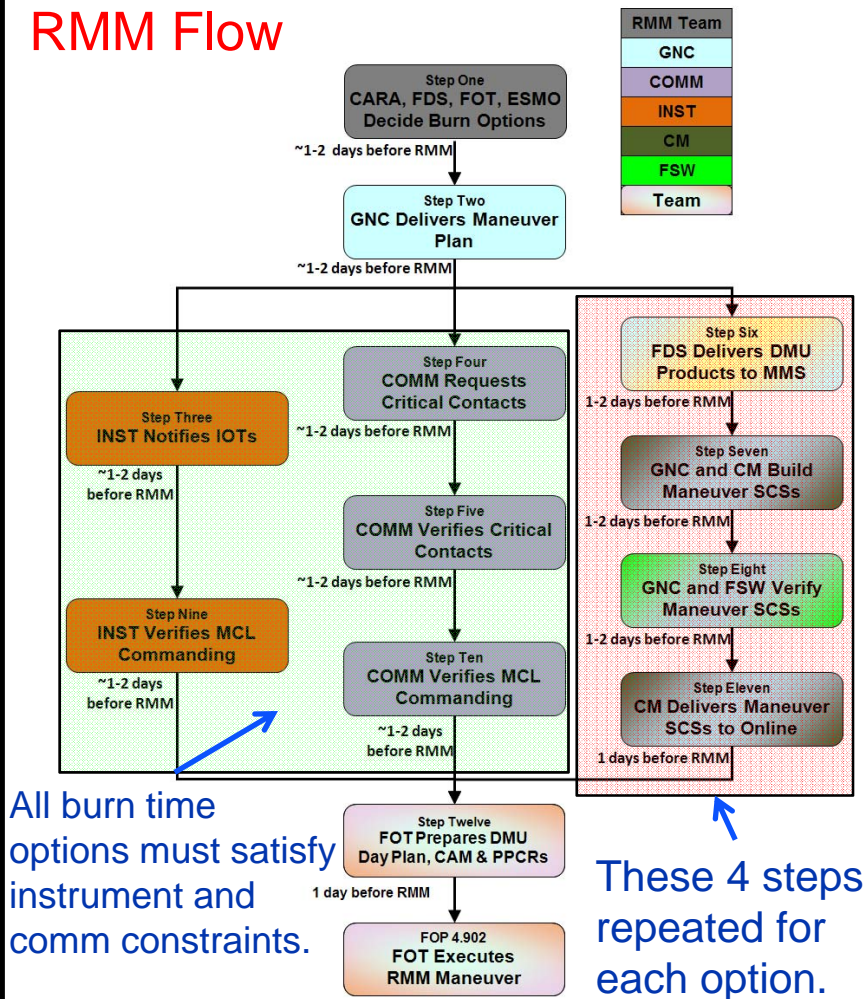 RMM Flow
RMM Team
GNC
COMM
INST
CM
FSW
Team
Step One
CARA, FDS, FOT, ESMO
Decide Burn Options
~1-2 days before RMM
Step Two
GNC Delivers Maneuver
Plan
~1-2 days before RMM
Step Three
INST Notifies IOTs
~1-2 days
before RMM
Step Nine
INST Verifies MCL
Commanding
~1-2 days
before RMM
Step Four
COMM Requests
Critical Contacts
~1-2 days before RMM
Step Five
COMM Verifies Critical
Contacts
~1-2 days before RMM
Step Ten
COMM Verifies MCL
Commanding
~1-2 days
before RMM
Step Six
FDS Delivers DMU
Products to MMS
1-2 days before RMM
Step Seven
GNC and CM Build
Maneuver SCSs
1-2 days before RMM
Step Eight
GNC and FSW Verify
Maneuver SCSs
1-2 days before RMM
Step Eleven
CM Delivers Maneuver
SCSs to Online
1 days before RMM
All burn time
options must satisfy
instrument and
comm constraints.
Step Twelve
FOT Prepares DMU
Day Plan, CAM & PPCRs
1 day before RMM
FOP 4.902
FOT Executes
RMM Maneuver
These 4 steps
repeated for
each option.